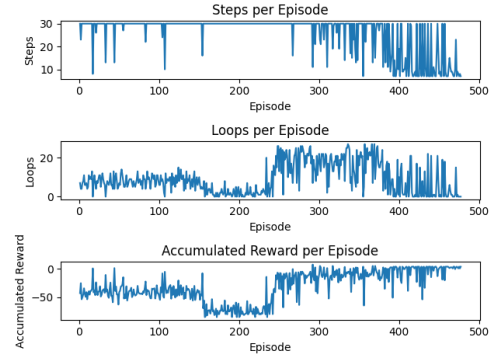 Steps per Episode
30
20
10
Steps
0 100 200 300 400 500
Episode
Loops per Episode
20
0
Loops
0 100 200 300 400 500
Episode
Accumulated Reward per Episode
0
−50
Accumulated Reward
0 100 200 300 400 500
Episode